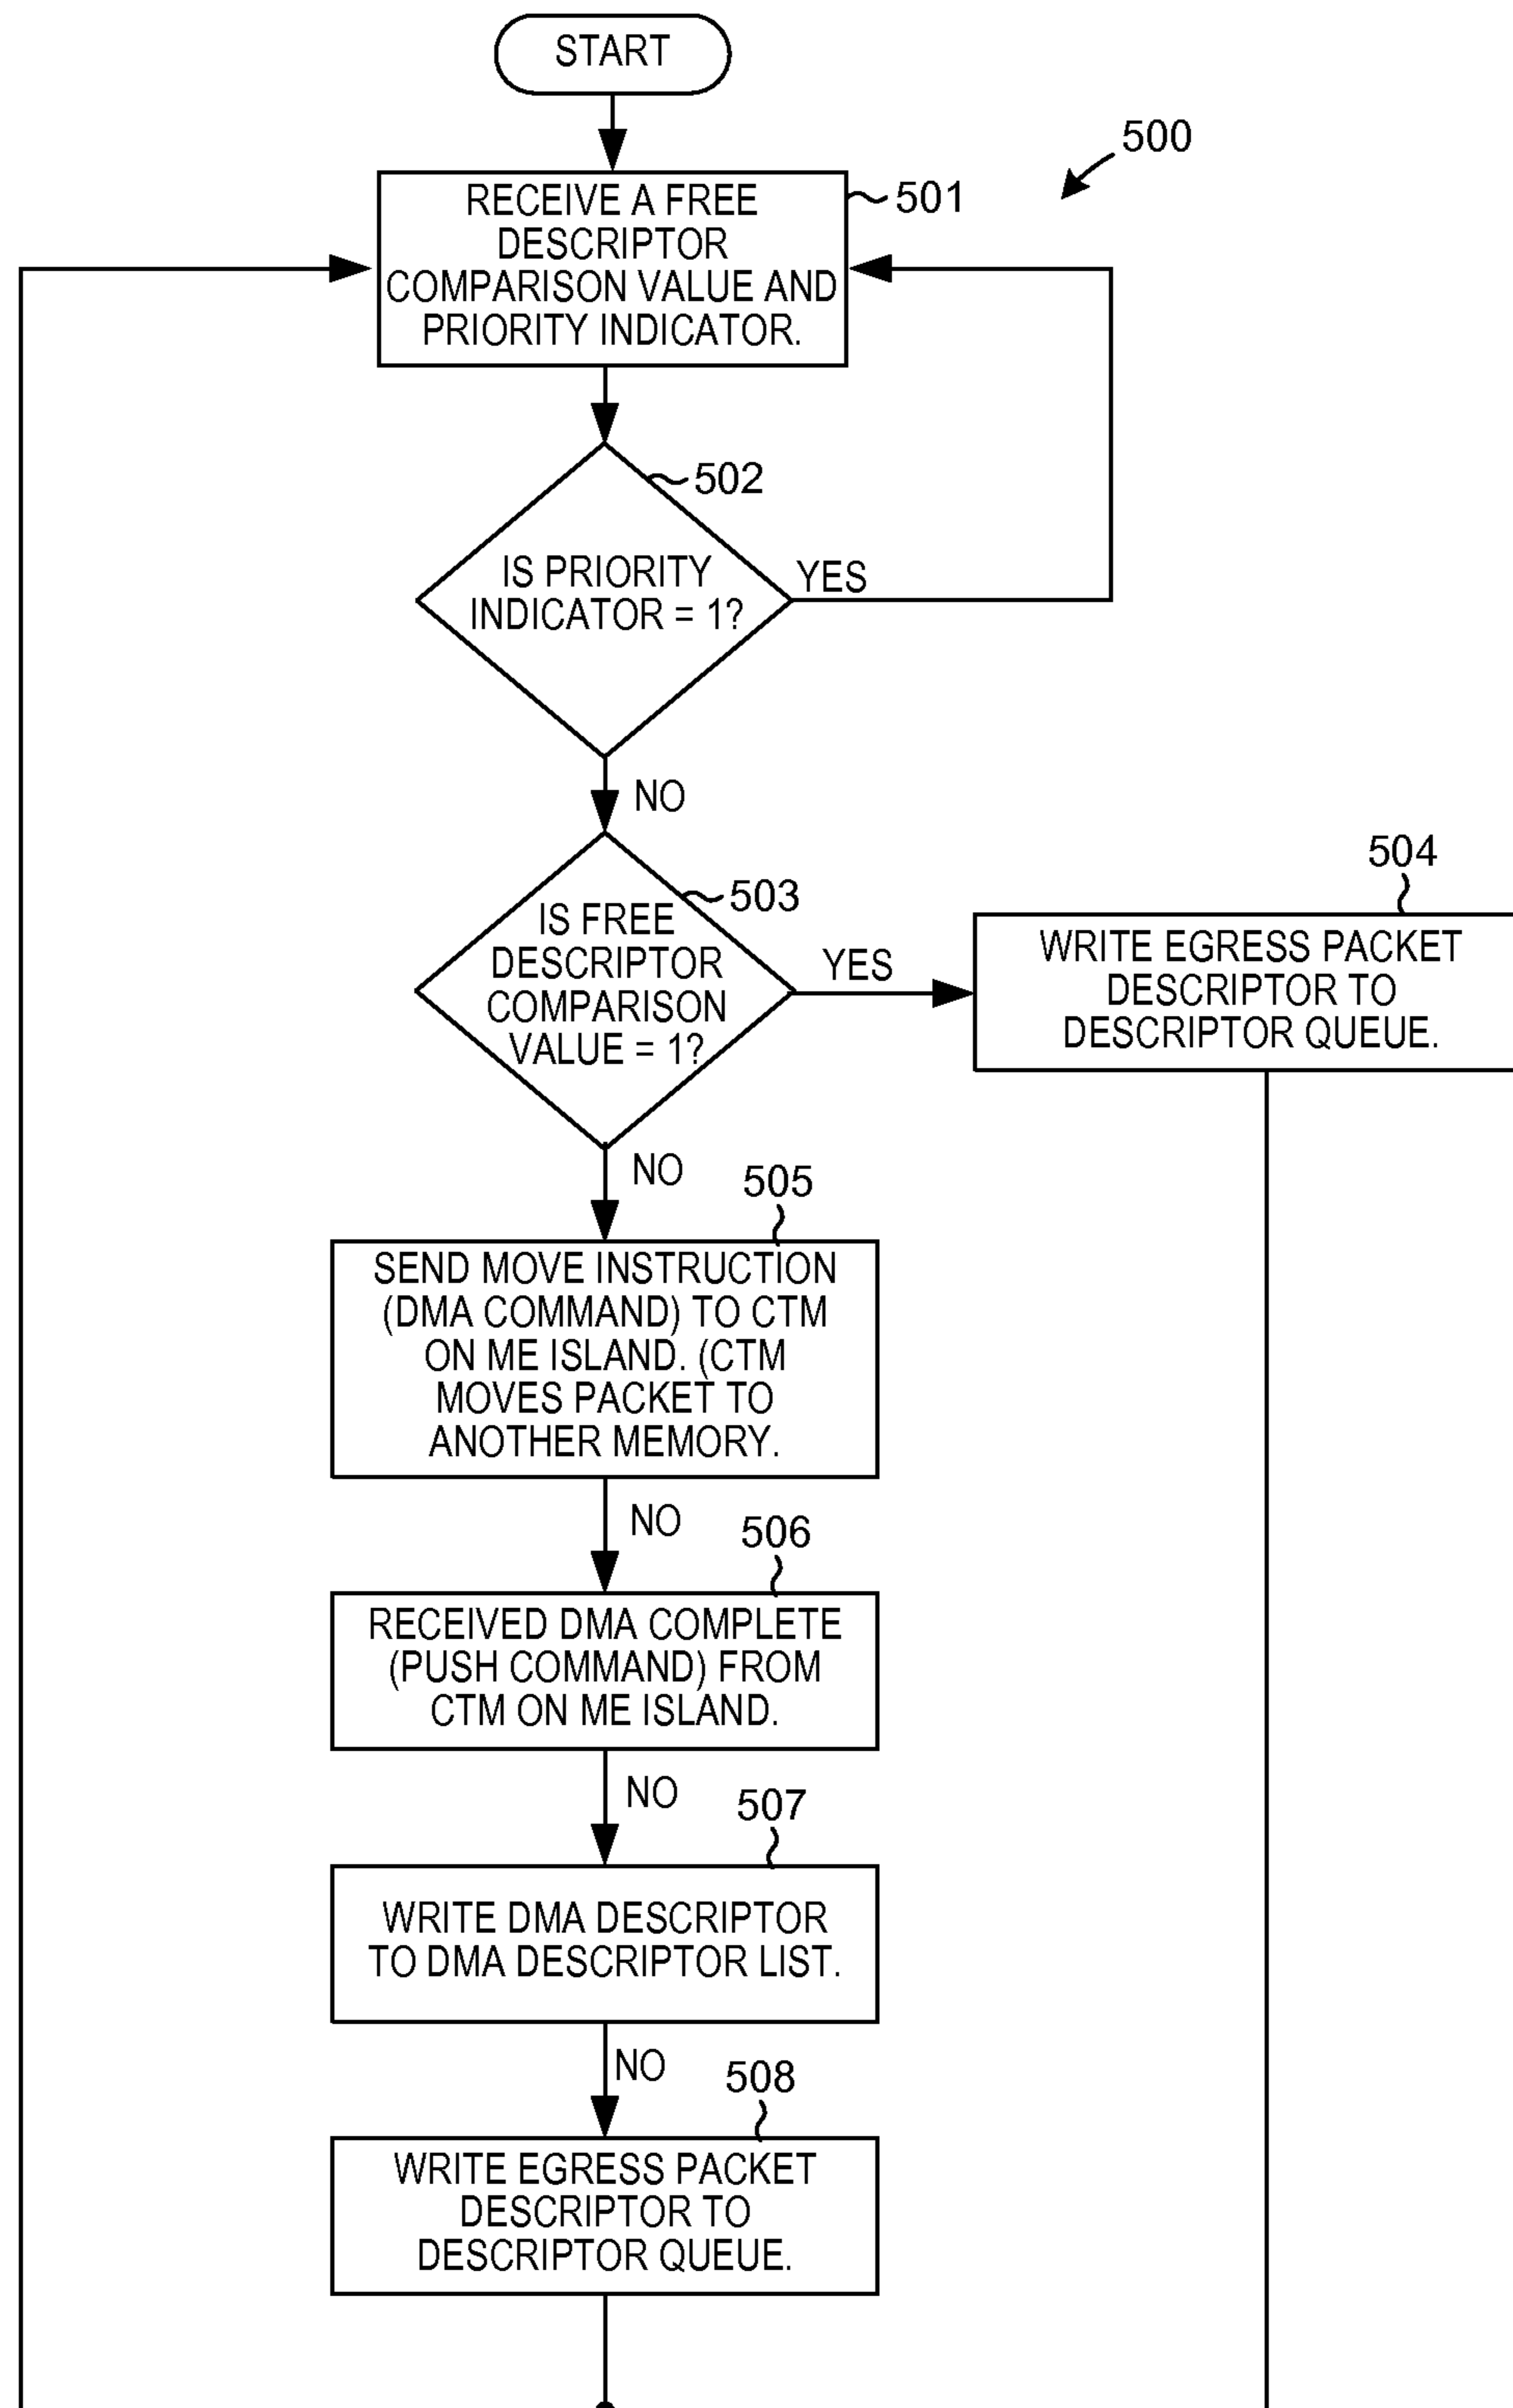 START
500
RECEIVE A FREE
DESCRIPTOR
COMPARISON VALUE AND
PRIORITY INDICATOR.
501
502
IS PRIORITY
INDICATOR = 1?
YES
NO
503
IS FREE
DESCRIPTOR
COMPARISON
VALUE = 1?
YES
504
WRITE EGRESS PACKET
DESCRIPTOR TO
DESCRIPTOR QUEUE.
NO
505
SEND MOVE INSTRUCTION
(DMA COMMAND) TO CTM
ON ME ISLAND. (CTM
MOVES PACKET TO
ANOTHER MEMORY.
NO
506
RECEIVED DMA COMPLETE
(PUSH COMMAND) FROM
CTM ON ME ISLAND.
NO
507
WRITE DMA DESCRIPTOR
TO DMA DESCRIPTOR LIST.
NO
508
WRITE EGRESS PACKET
DESCRIPTOR TO
DESCRIPTOR QUEUE.